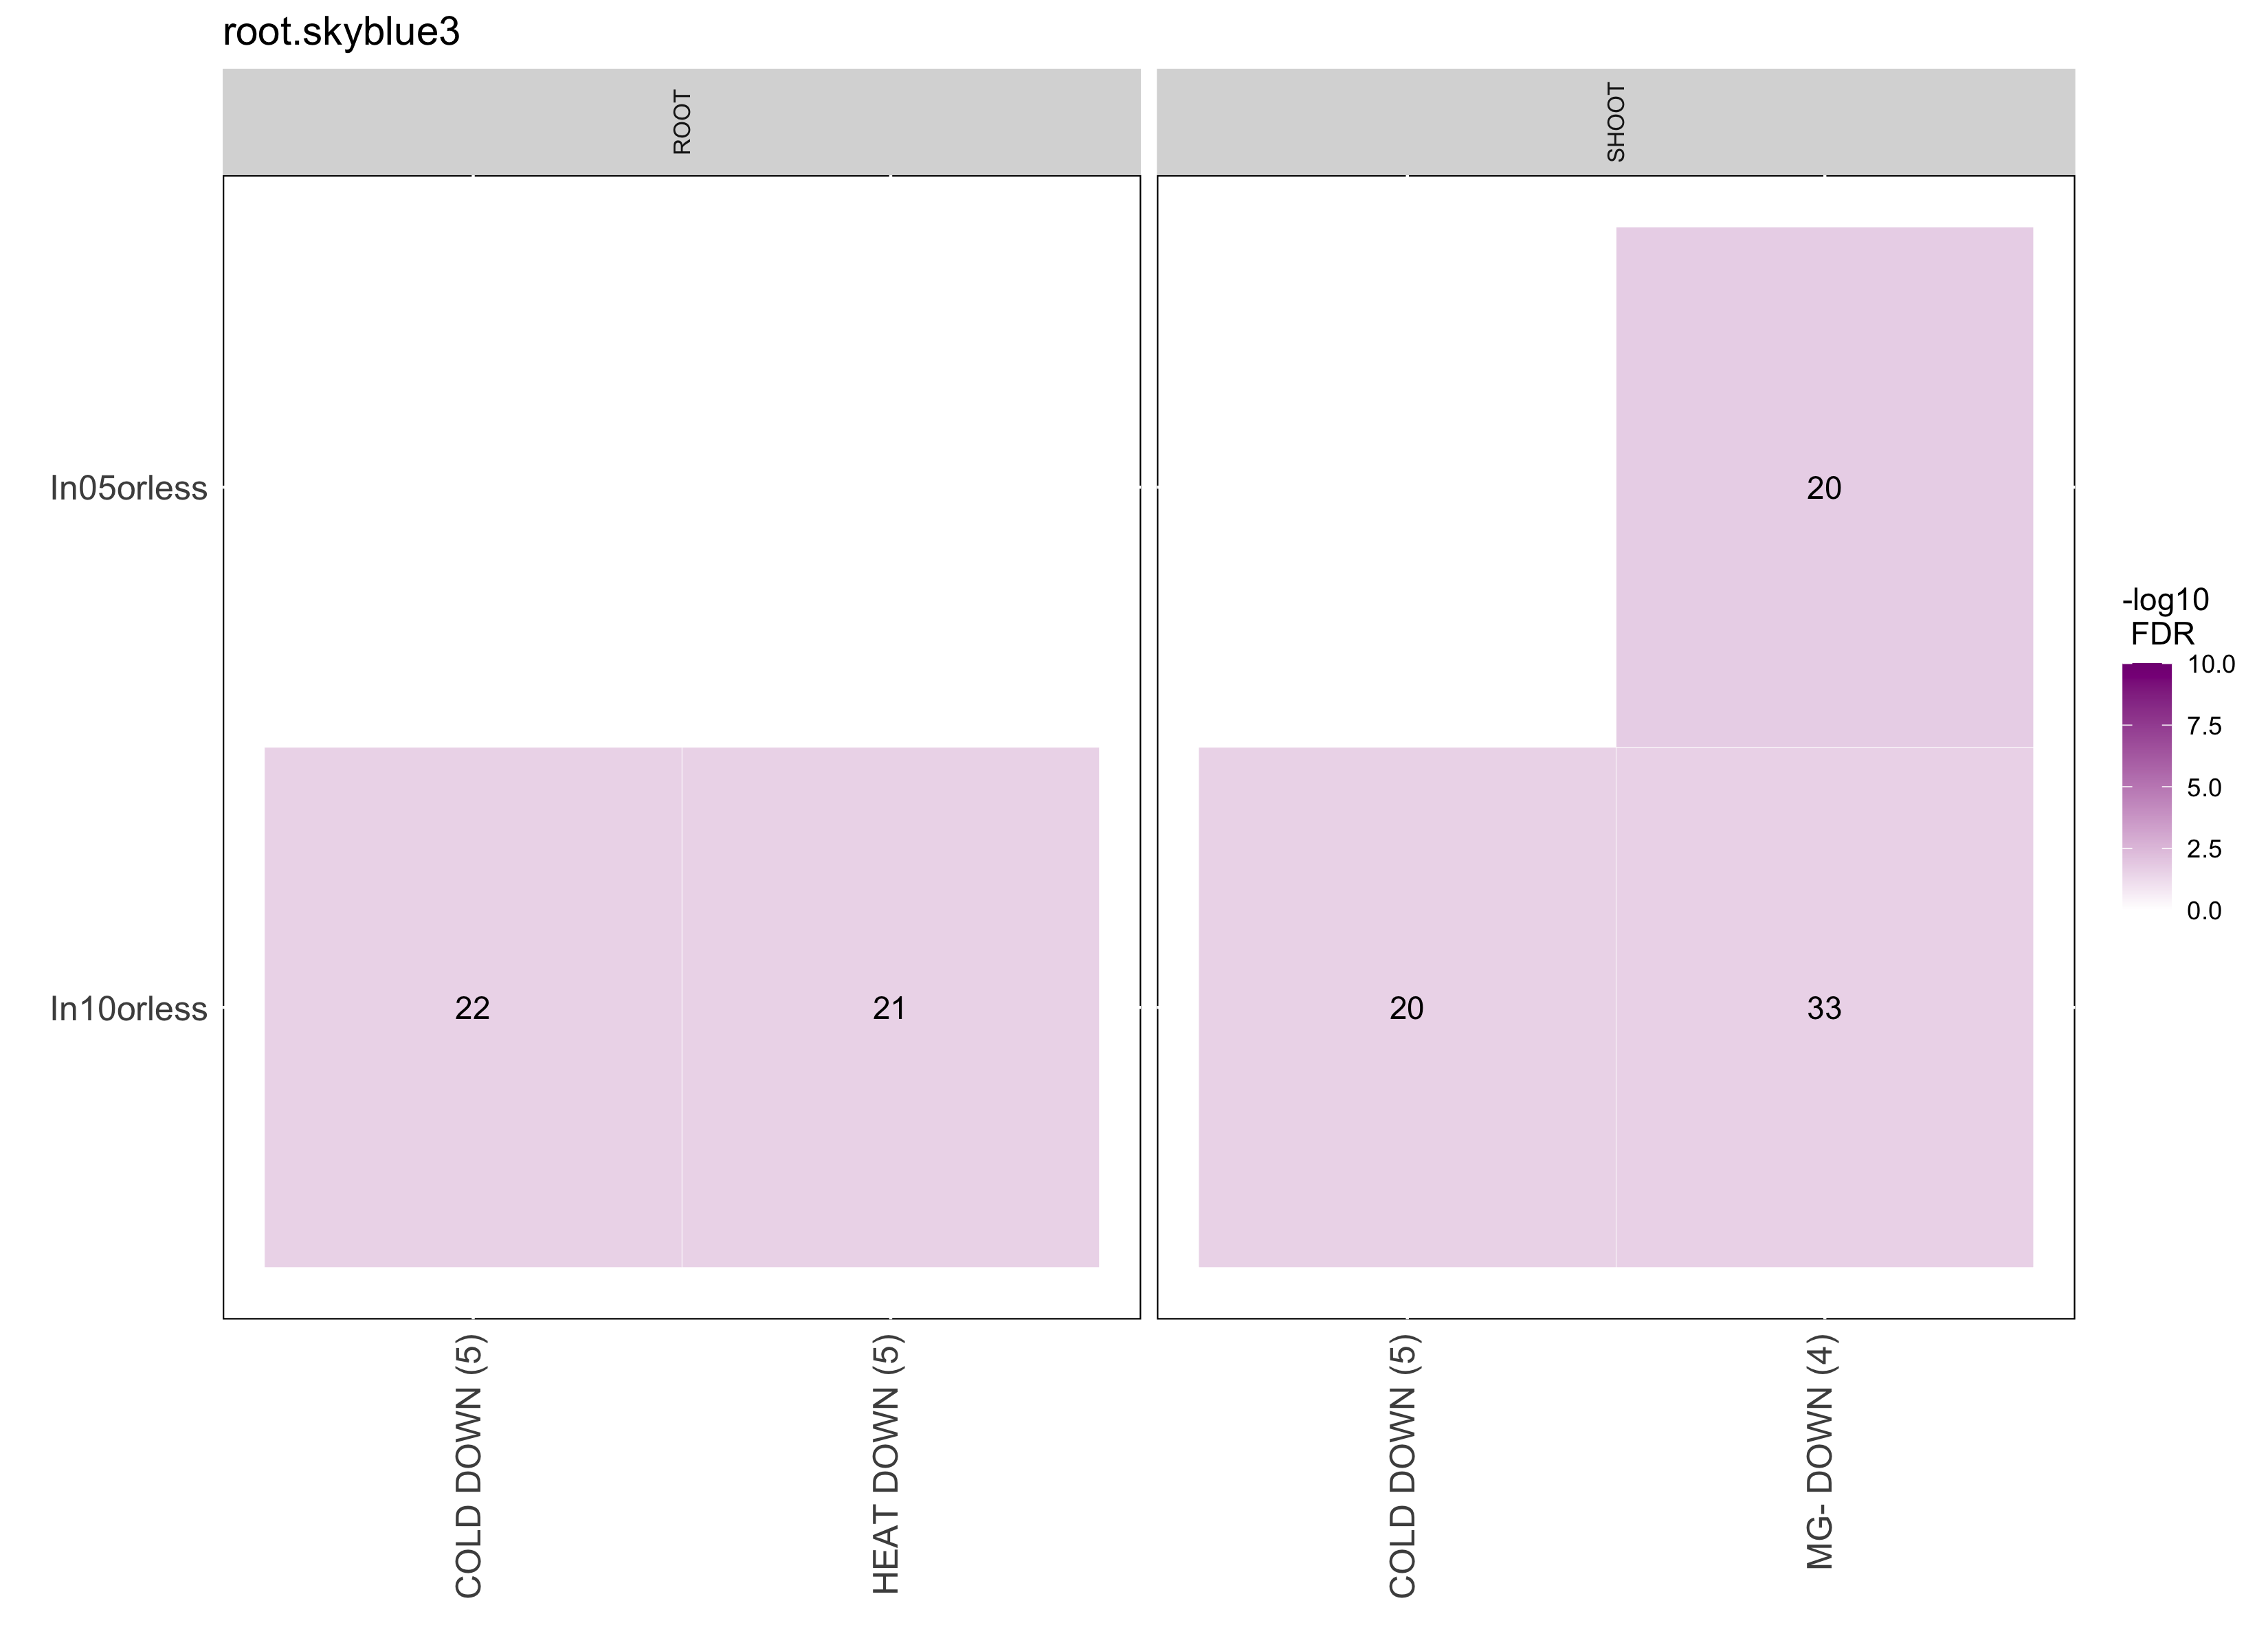 root.skyblue3
ROOT
SHOOT
In05orless
20
In10orless
22
21
20
33
COLD DOWN (5)
HEAT DOWN (5)
COLD DOWN (5)
MG- DOWN (4)
-log10
FDR
10.0
7.5
5.0
2.5
0.0